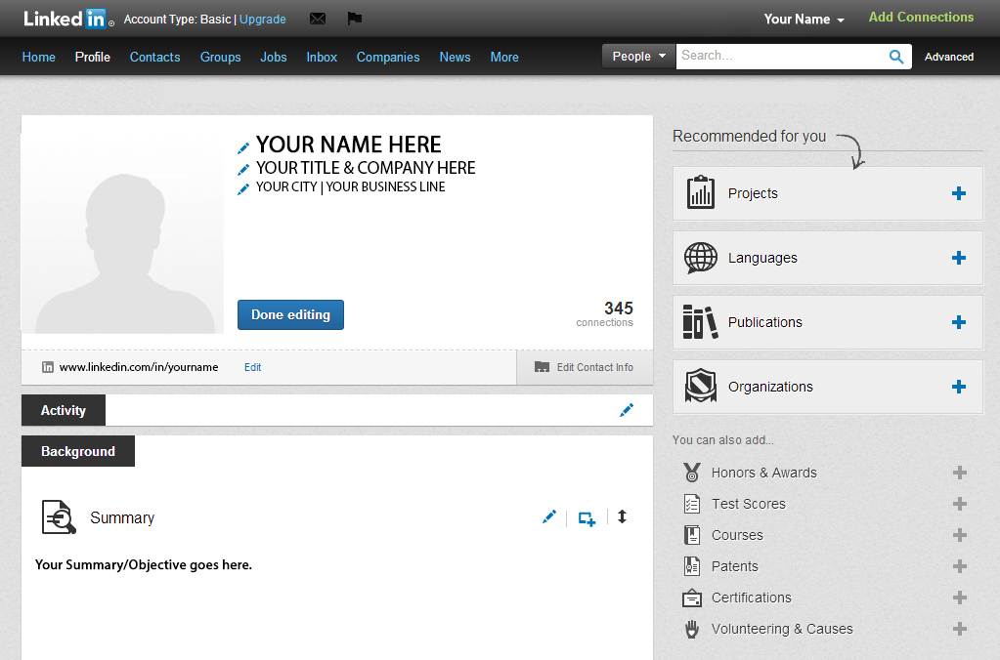 Linked in ® Account Type: Basic | Upgrade Your Name Add Connections
Home Profile Contacts Groups Jobs Inbox Companies News More People Search... Advanced
YOUR NAME HERE
YOUR TITLE & COMPANY HERE
YOUR CITY | YOUR BUSINESS LINE
Done editing
345
connections
www.linkedin.com/in/yourname Edit Edit Contact Info
Activity
Background
Summary
Your Summary/Objective goes here.
Recommended for you
Projects
Languages
Publications
Organizations
You can also add...
Honors & Awards
Test Scores
Courses
Patents
Certifications
Volunteering & Causes